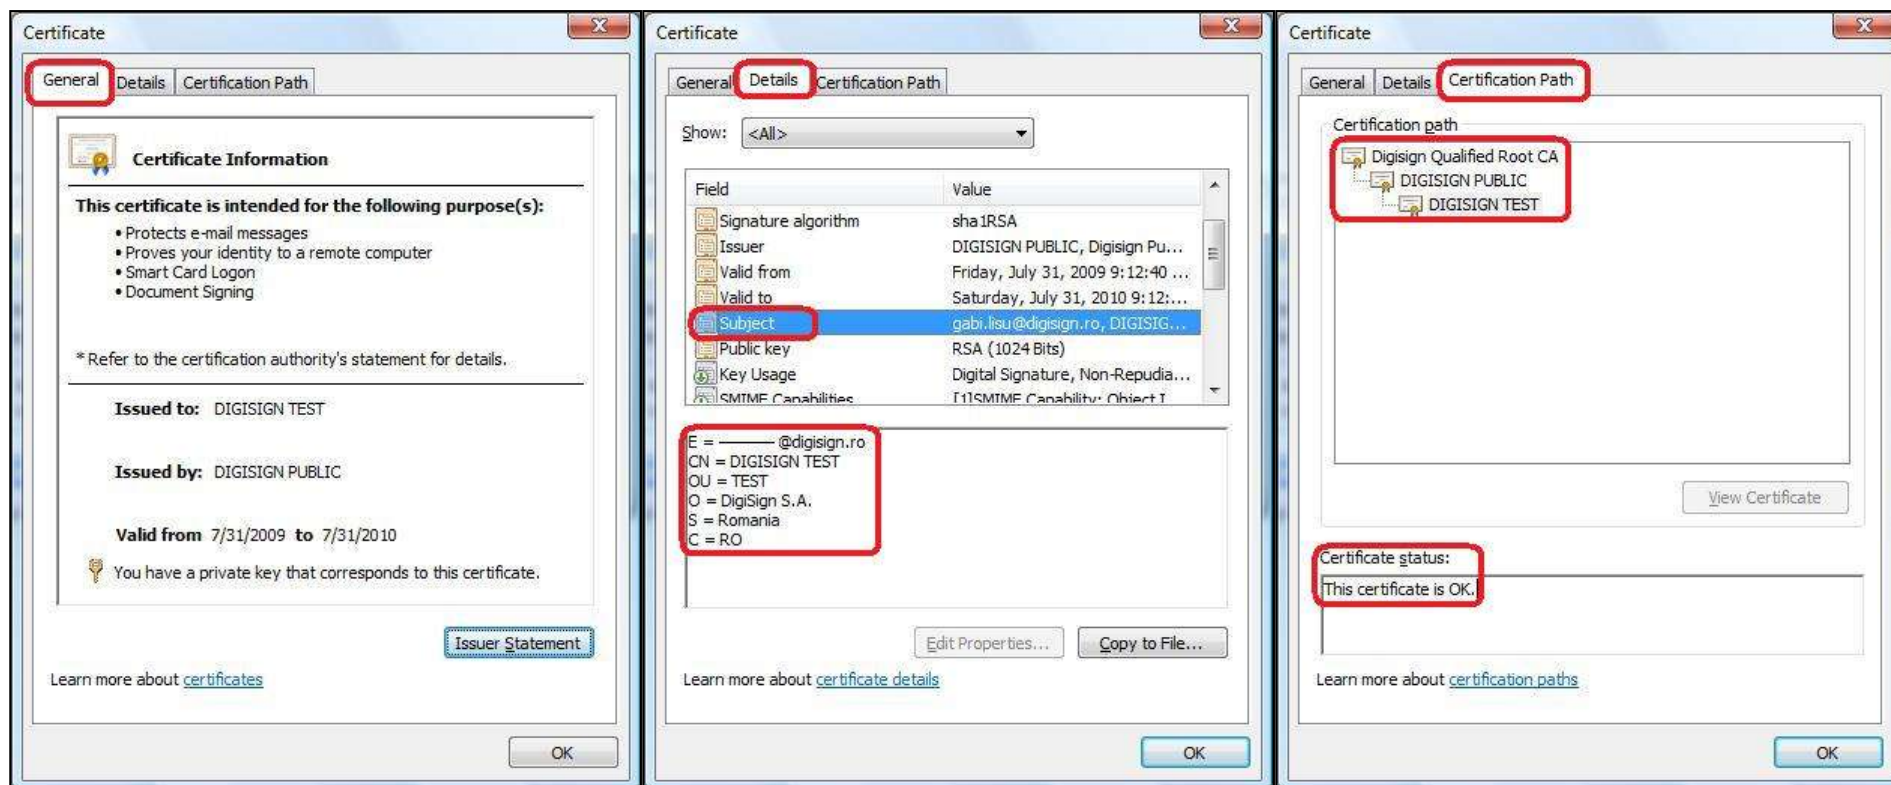 Certificate
General Details Certification Path
Certificate Information
This certificate is intended for the following purpose(s):
• Protects e-mail messages
• Proves your identity to a remote computer
• Smart Card Logon
• Document Signing
* Refer to the certification authority's statement for details.
Issued to: DIGISIGN TEST
Issued by: DIGISIGN PUBLIC
Valid from 7/31/2009 to 7/31/2010
You have a private key that corresponds to this certificate.
Issuer Statement
Learn more about certificates
OK
Certificate
General Details Certification Path
Show: <All>
Field Value
Signature algorithm sha1RSA
Issuer DIGISIGN PUBLIC, Digisign Pu...
Valid from Friday, July 31, 2009 9:12:40 ...
Valid to Saturday, July 31, 2010 9:12:...
Subject gabi.lisu@digisign.ro, DIGISIG...
Public key RSA (1024 Bits)
Key Usage Digital Signature, Non-Repudia...
SMIME Capabilities [1]SMIME Capability: Object I...
E = @digisign.ro
CN = DIGISIGN TEST
OU = TEST
O = DigiSign S.A.
S = Romania
C = RO
Edit Properties... Copy to File...
Learn more about certificate details
OK
Certificate
General Details Certification Path
Certification path
Digisign Qualified Root CA
DIGISIGN PUBLIC
DIGISIGN TEST
View Certificate
Certificate status:
This certificate is OK.
Learn more about certification paths
OK